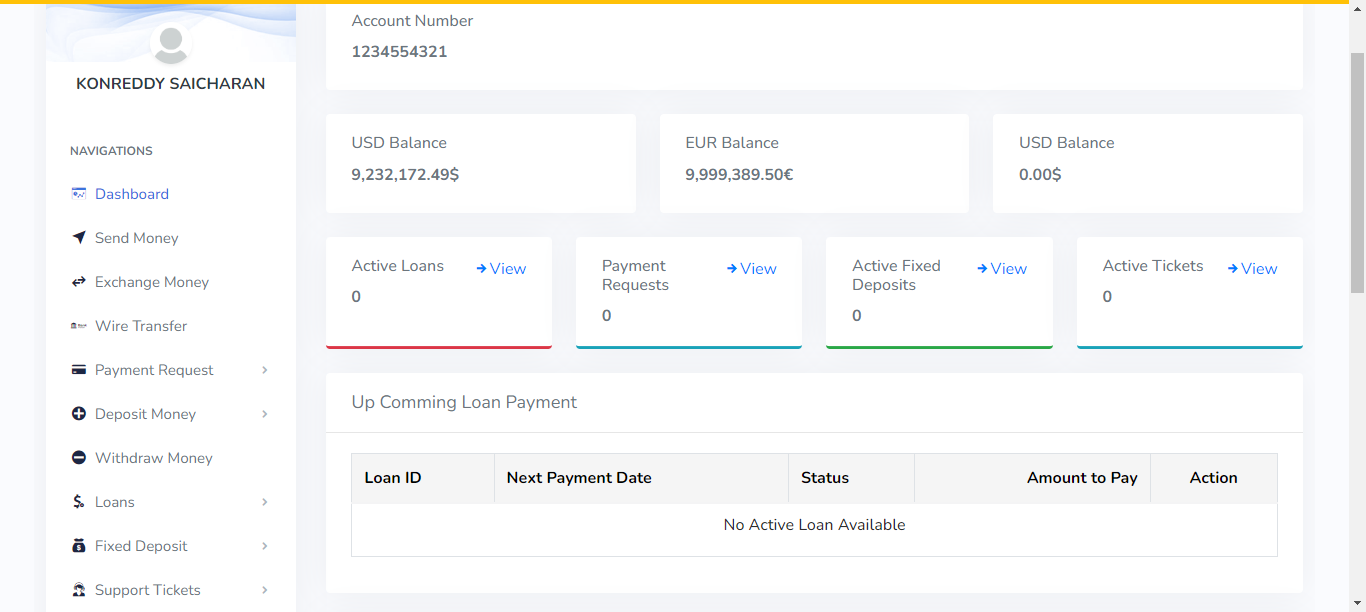 Account Number
1234554321
KONREDDY SAICHARAN
NAVIGATIONS
Dashboard
Send Money
Exchange Money
Wire Transfer
Payment Request
Deposit Money
Withdraw Money
Loans
Fixed Deposit
Support Tickets
USD Balance
9,232,172.49$
EUR Balance
9,999,389.50€
USD Balance
0.00$
Active Loans
View
0
Payment
Requests
View
0
Active Fixed
Deposits
View
0
Active Tickets
View
0
Up Comming Loan Payment
Loan ID Next Payment Date Status Amount to Pay Action
No Active Loan Available